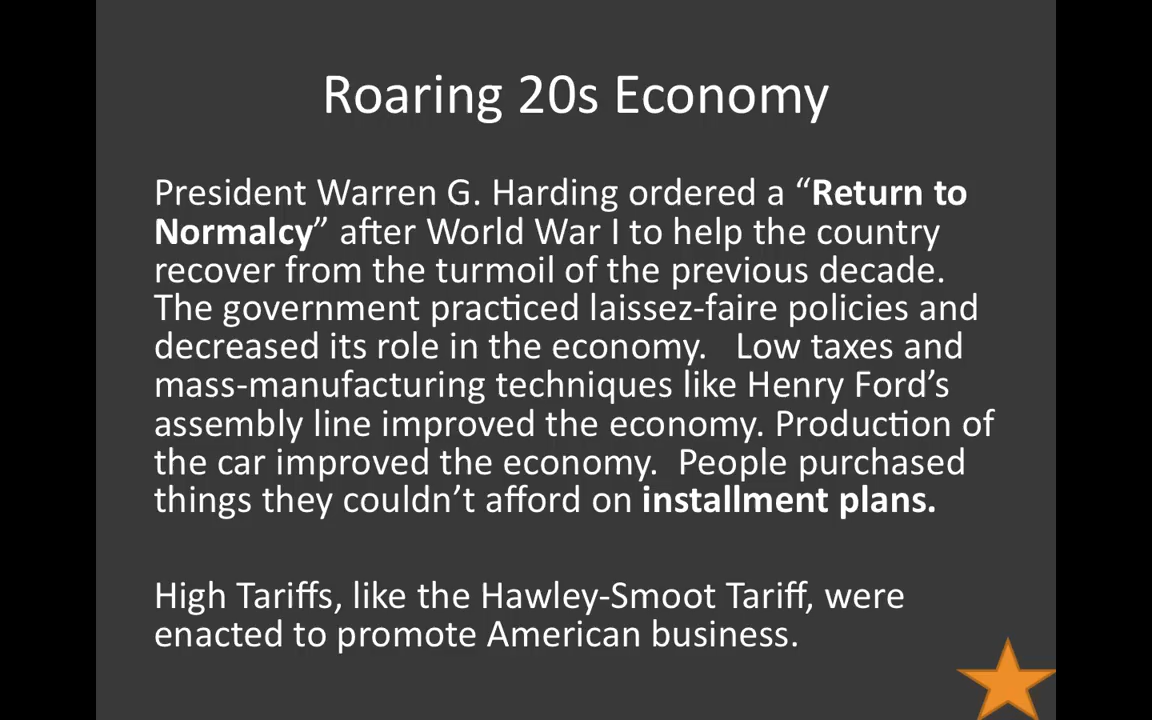 Roaring 20s Economy
President Warren G. Harding ordered a “Return to
Normalcy” after World War I to help the country
recover from the turmoil of the previous decade.
The government practiced laissez-faire policies and
decreased its role in the economy.   Low taxes and
mass-manufacturing techniques like Henry Ford’s
assembly line improved the economy. Production of
the car improved the economy.  People purchased
things they couldn’t afford on installment plans.
High Tariffs, like the Hawley-Smoot Tariff, were
enacted to promote American business.